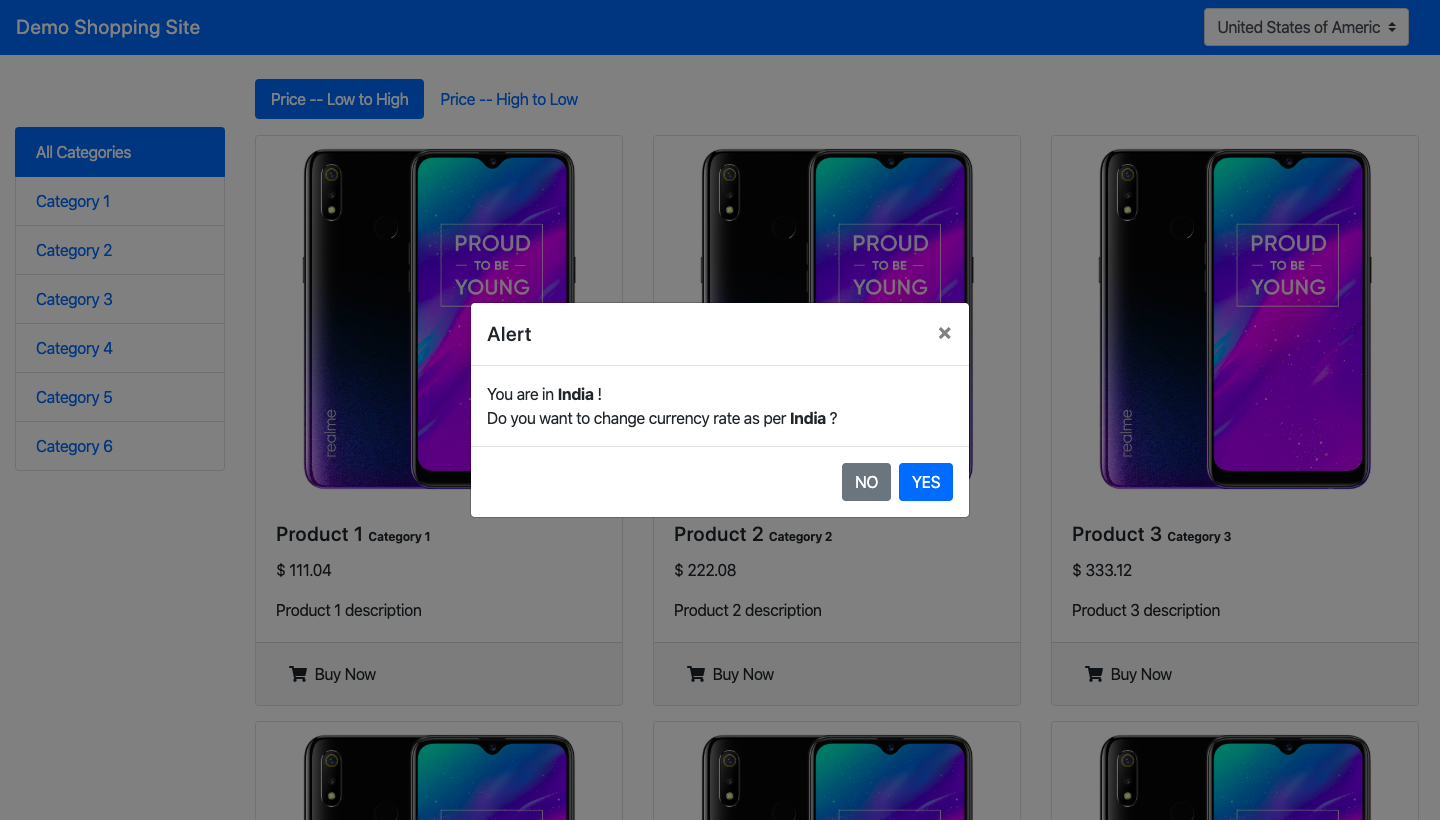 Demo Shopping Site
United States of Americ
Price -- Low to High
Price -- High to Low
All Categories
Category 1
Category 2
Category 3
Category 4
Category 5
Category 6
PROUD
TO BE
YOUNG
realme
PROUD
TO BE
YOUNG
PROUD
TO BE
YOUNG
realme
Alert
×
You are in India !
Do you want to change currency rate as per India ?
NO
YES
Product 1 Category 1
$ 111.04
Product 1 description
Buy Now
Product 2 Category 2
$ 222.08
Product 2 description
Buy Now
Product 3 Category 3
$ 333.12
Product 3 description
Buy Now